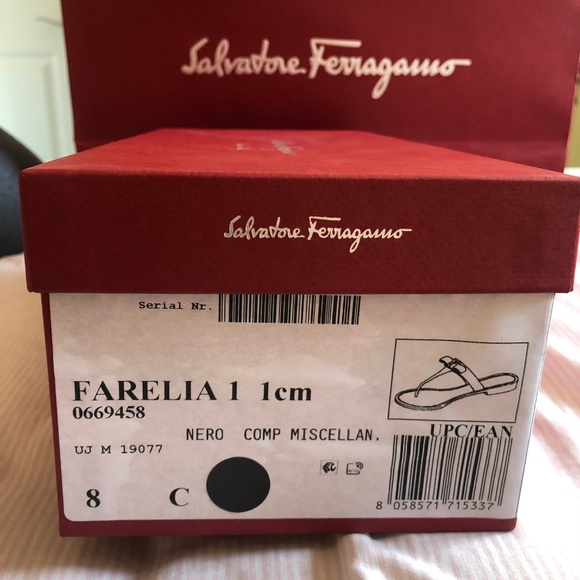 Salvatore Ferragamo
Salvatore Ferragamo
Serial Nr.
FARELIA 1 1cm
0669458
NERO COMP MISCELLAN.
UPC/EAN
UJ M 19077
8 C
8 058571 715337